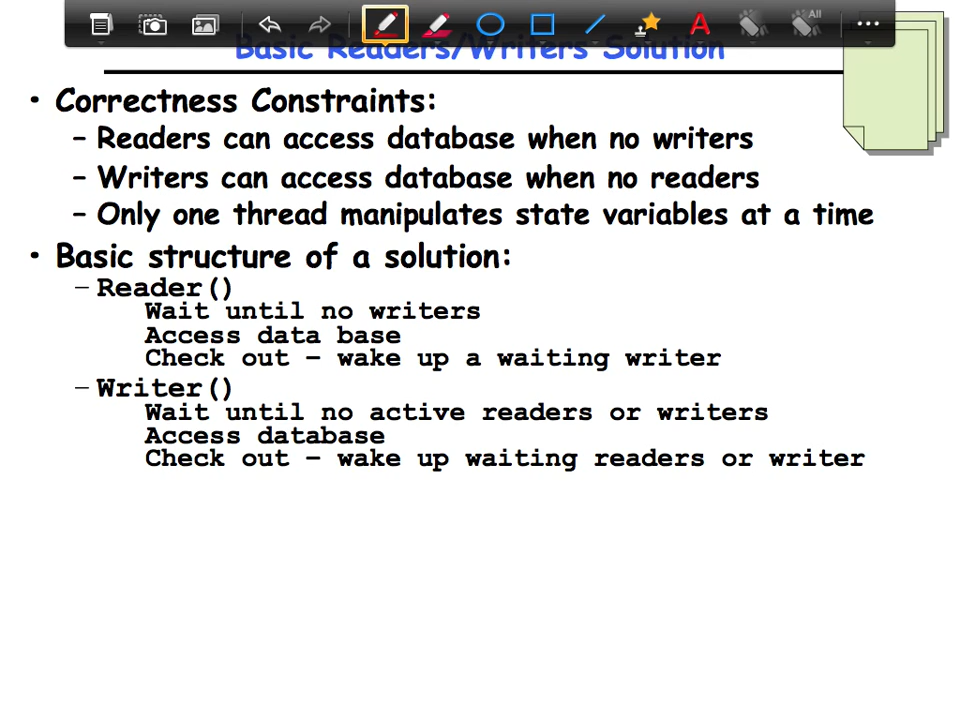 All
A
Basic Readers/Writers Solution
• Correctness Constraints:
– Readers can access database when no writers
– Writers can access database when no readers
– Only one thread manipulates state variables at a time
• Basic structure of a solution:
– Reader()
Wait until no writers
Access data base
Check out – wake up a waiting writer
– Writer()
Wait until no active readers or writers
Access database
Check out – wake up waiting readers or writer